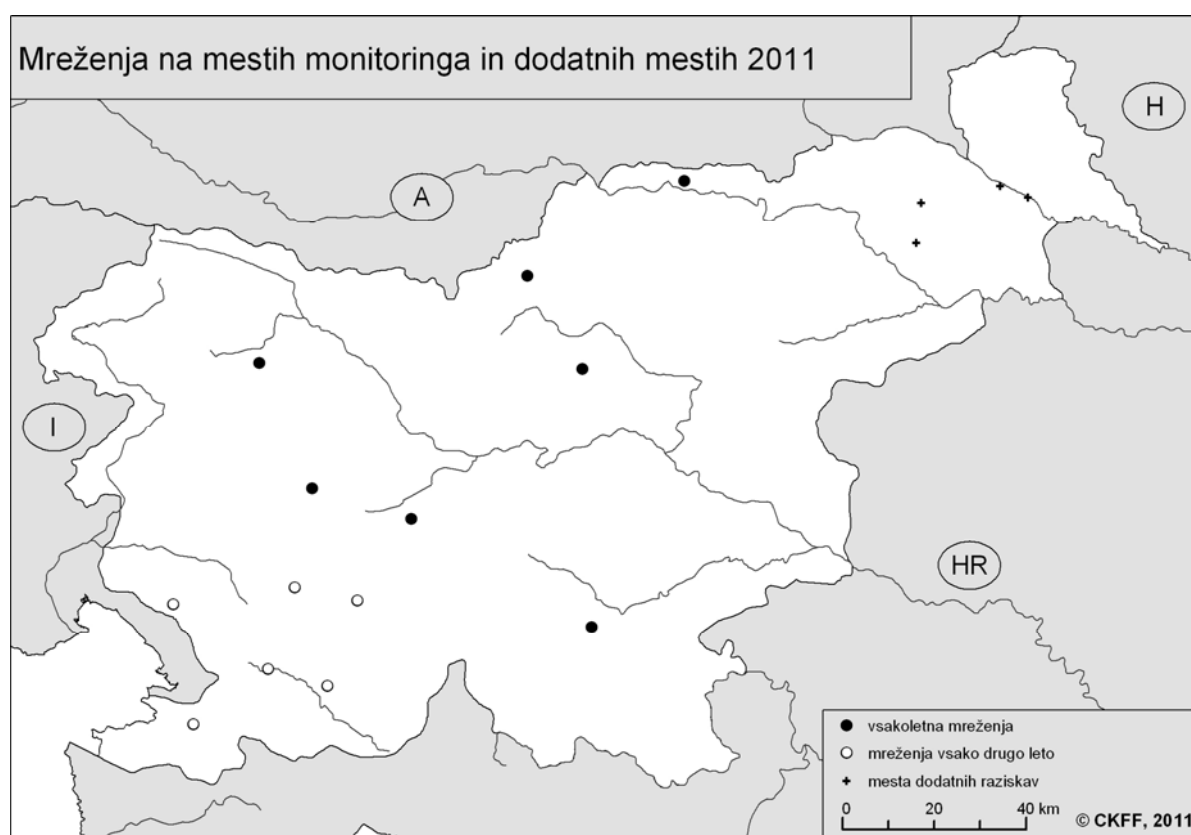 Mreženja na mestih monitoringa in dodatnih mestih 2011
H
A
I
HR
vsakoletna mreženja
mreženja vsako drugo leto
mesta dodatnih raziskav
0 20 40 km
© CKFF, 2011